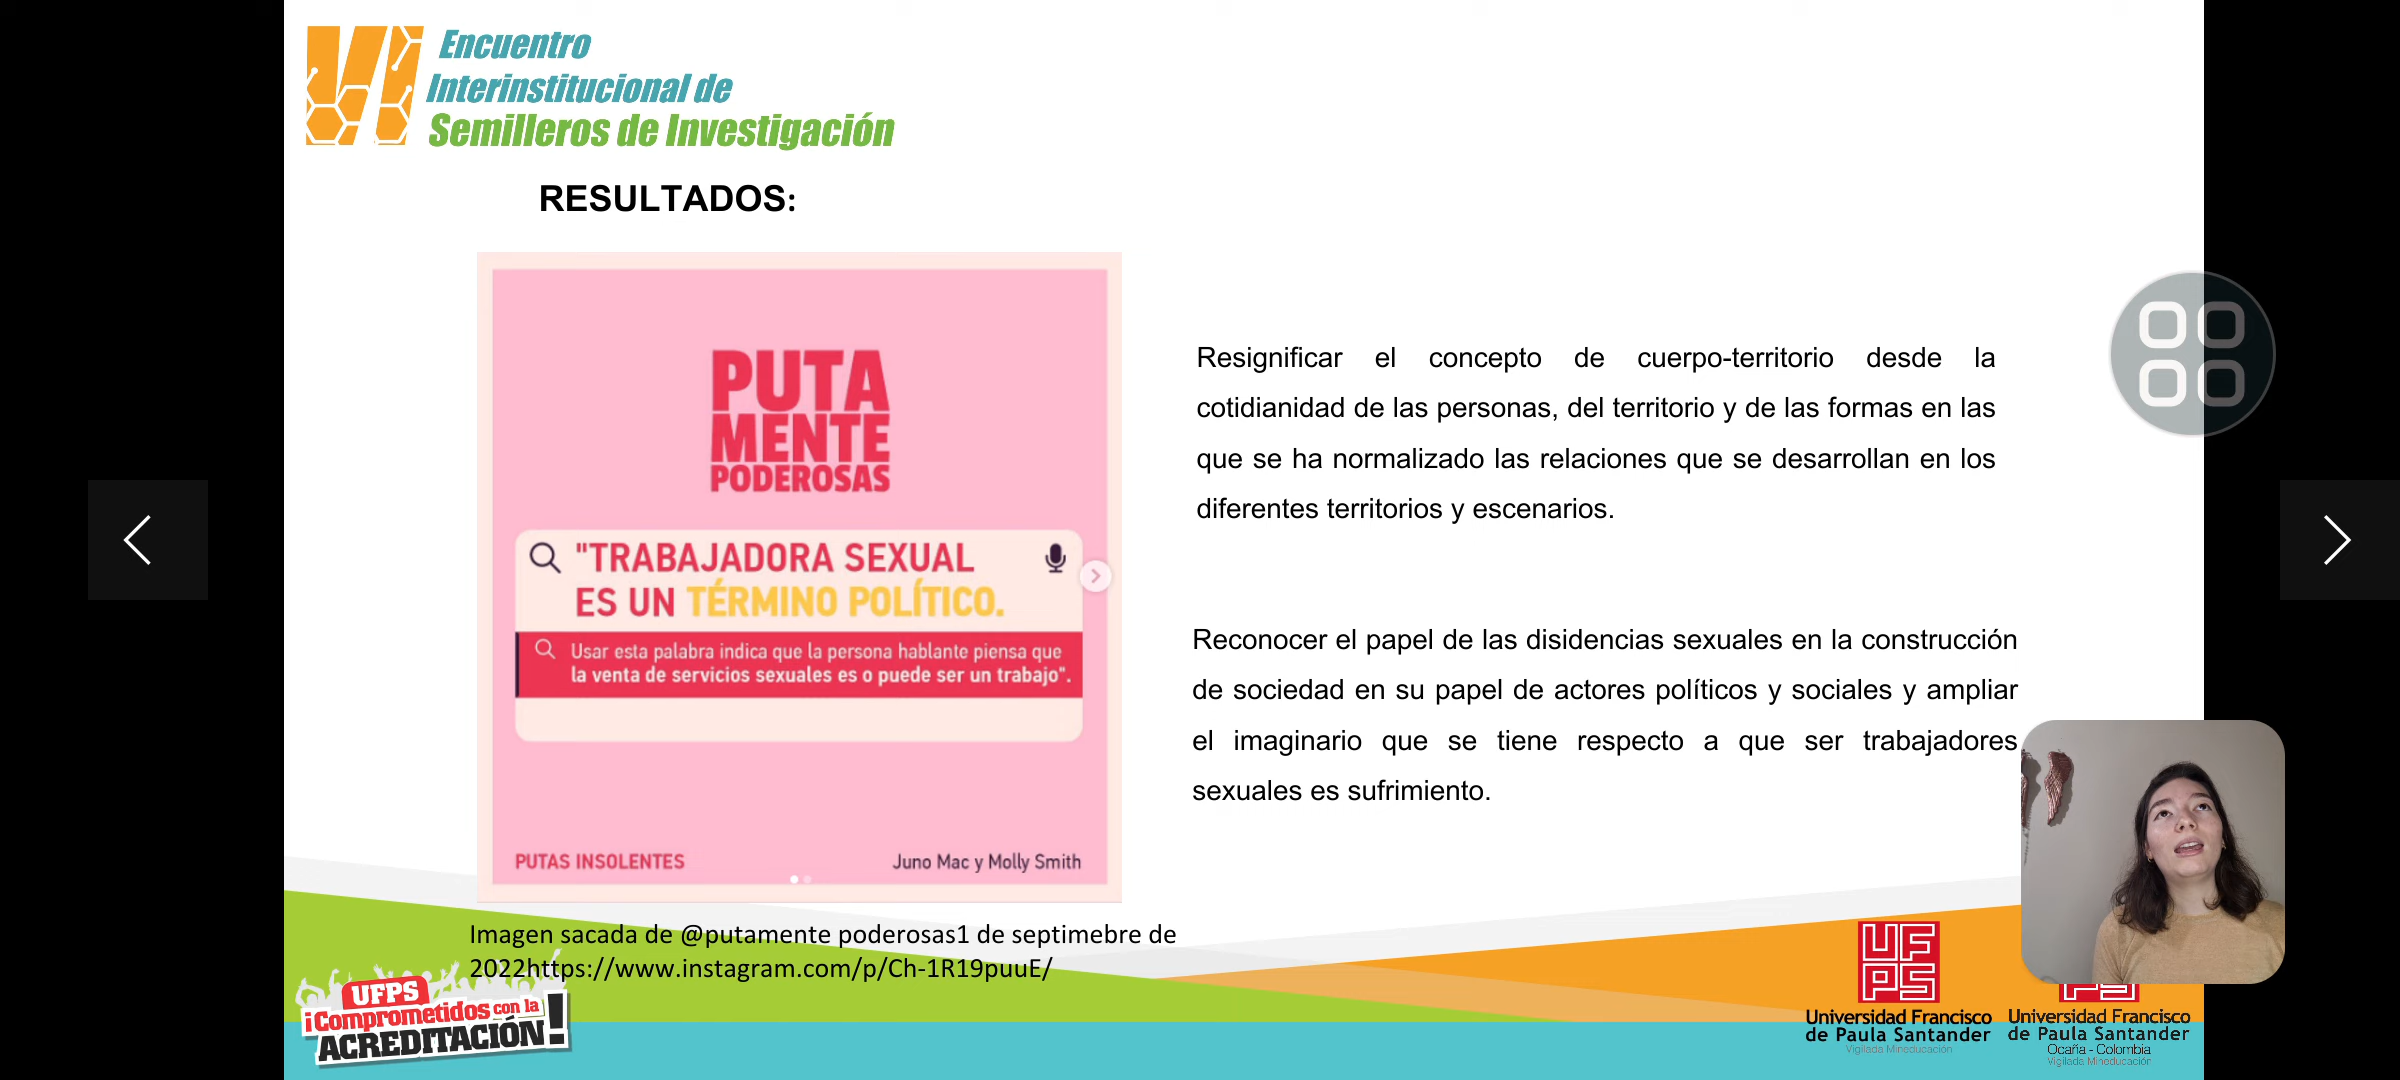 VI
Encuentro
Interinstitucional de
Semilleros de Investigación
RESULTADOS:
PUTA
MENTE
PODEROSAS
"TRABAJADORA SEXUAL
ES UN TÉRMINO POLÍTICO.
Usar esta palabra indica que la persona hablante piensa que
la venta de servicios sexuales es o puede ser un trabajo".
PUTAS INSOLENTES
Juno Mac y Molly Smith
Imagen sacada de @putamente poderosas1 de septimebre de
2022https://www.instagram.com/p/Ch-1R19puuE/
Resignificar el concepto de cuerpo-territorio desde la
cotidianidad de las personas, del territorio y de las formas en las
que se ha normalizado las relaciones que se desarrollan en los
diferentes territorios y escenarios.
Reconocer el papel de las disidencias sexuales en la construcción
de sociedad en su papel de actores políticos y sociales y ampliar
el imaginario que se tiene respecto a que ser trabajadores
sexuales es sufrimiento.
UFPS
¡Comprometidos con la
ACREDITACIÓN!
UF
PS
Universidad Francisco
de Paula Santander
Vigilada Mineducación
Universidad Francisco
de Paula Santander
Ocaña - Colombia
Vigilada Mineducación